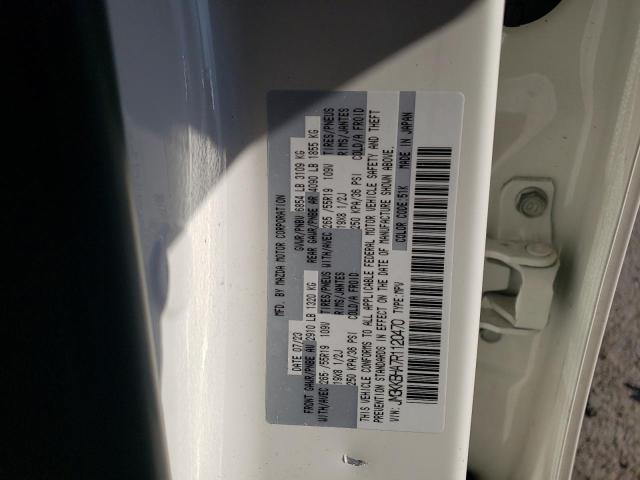 MFD. BY MAZDA MOTOR CORPORATION
DATE 07/23 GVWR/PNBV 6854 LB 3109 KG
FRONT GAWR/PNBE AV 2910 LB 1320 KG REAR GAWR/PNBE AR 4090 LB 1855 KG
WITH/AVEC TIRES/PNEUS WITH/AVEC TIRES/PNEUS
265 /55R19 109V RIMS/JANTES 265 /55R19 109V RIMS/JANTES
19X8 1/2J COLD/A FROID 19X8 1/2J COLD/A FROID
250 KPA/36 PSI 250 KPA/36 PSI
THIS VEHICLE CONFORMS TO ALL APPLICABLE FEDERAL MOTOR VEHICLE SAFETY AND THEFT
PREVENTION STANDARDS IN EFFECT ON THE DATE OF MANUFACTURE SHOWN ABOVE.
VIN: JM3KKBHA7R1120470 TYPE:MPV COLOR CODE:51K MADE IN JAPAN